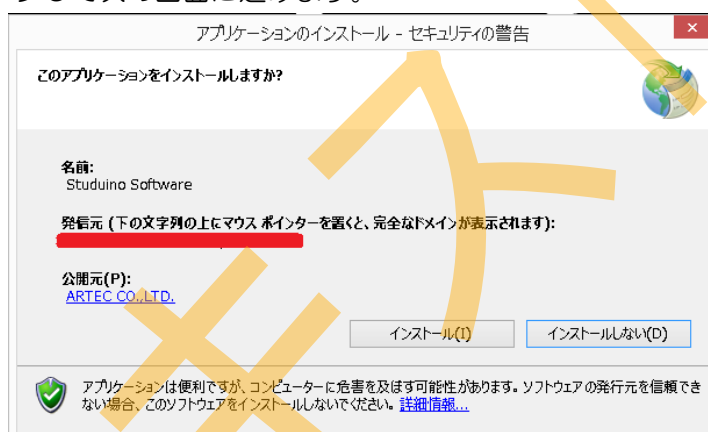 アプリケーションのインストール - セキュリティの警告
このアプリケーションをインストールしますか?
名前:
Studuino Software
発信元 (下の文字列の上にマウス ポインターを置くと、完全なドメインが表示されます):
公開元(P):
ARTEC CO.,LTD.
インストール(I)
インストールしない(D)
アプリケーションは便利ですが、コンピューターに危害を及ぼす可能性があります。ソフトウェアの発行元を信頼でき
ない場合、このソフトウェアをインストールしないでください。詳細情報...